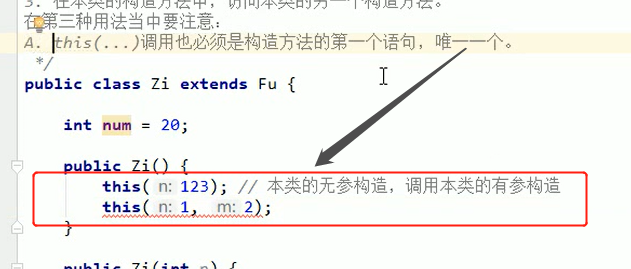 3. 在本类的构造方法中，访问本类的另一个构造方法。
在第三种用法当中要注意：
A. this(...)调用也必须是构造方法的第一个语句，唯一一个。
*/
public class Zi extends Fu {
int num = 20;
public Zi() {
this( n: 123); // 本类的无参构造，调用本类的有参构造
this( n: 1, m: 2);
}
public Zi(int n) {